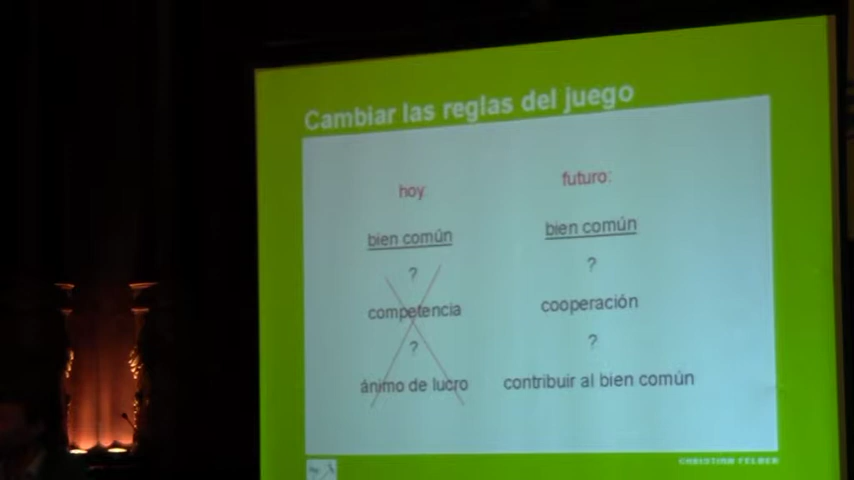 Cambiar las reglas del juego
hoy
futuro:
bien común
bien común
?
?
competencia
cooperación
?
?
ánimo de lucro
contribuir al bien común
CHRISTIAN FELBER